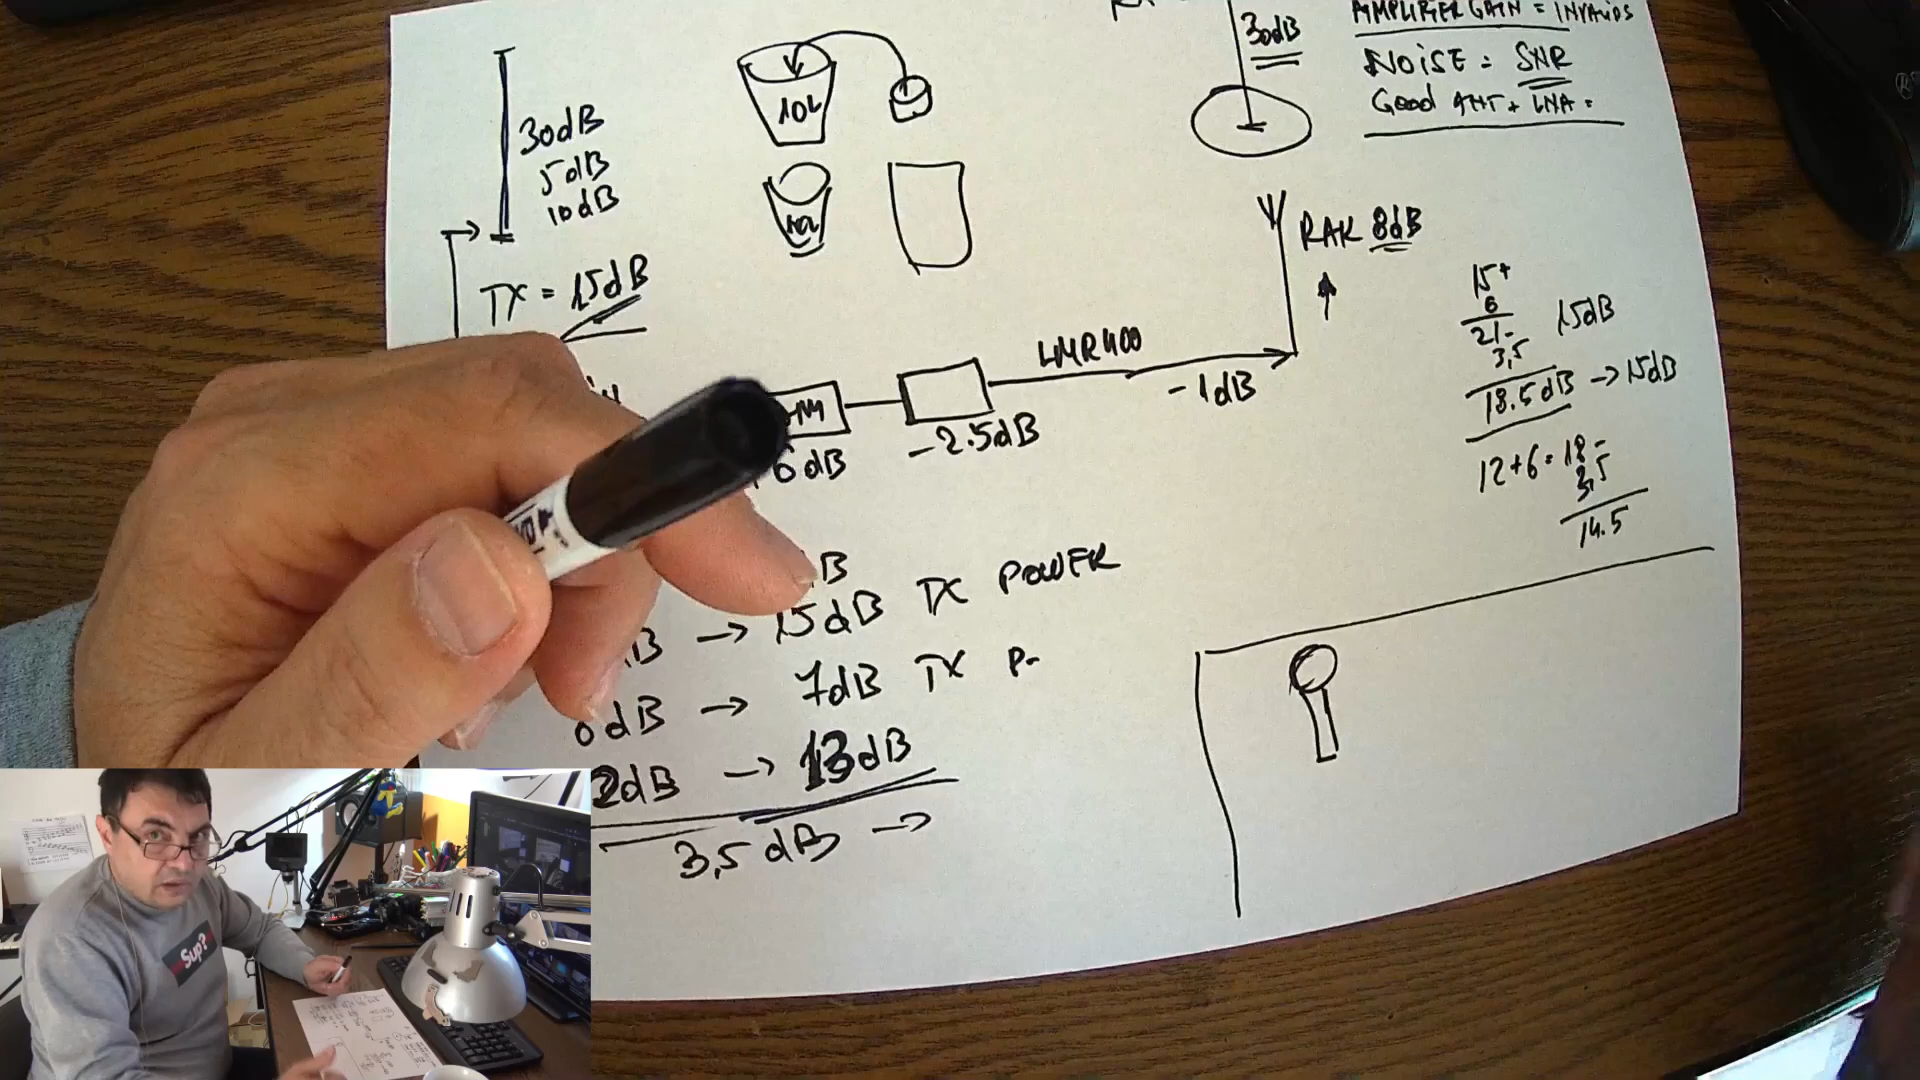 30dB
5dB
10dB
TX = 15dB
10L
30dB
AMPLIFIER GAIN =
NOISE = SNR
Good ANT + LNA =
RAK 8dB
LMR400
-1dB
-2.5dB
6dB
15+
6
21-
3,5
15dB
18.5dB → 15dB
12+6=18-
3,5
14.5
B
B → 15dB TX POWER
0dB → 7dB TX P-
2dB → 13dB
3,5 dB →
Sup?